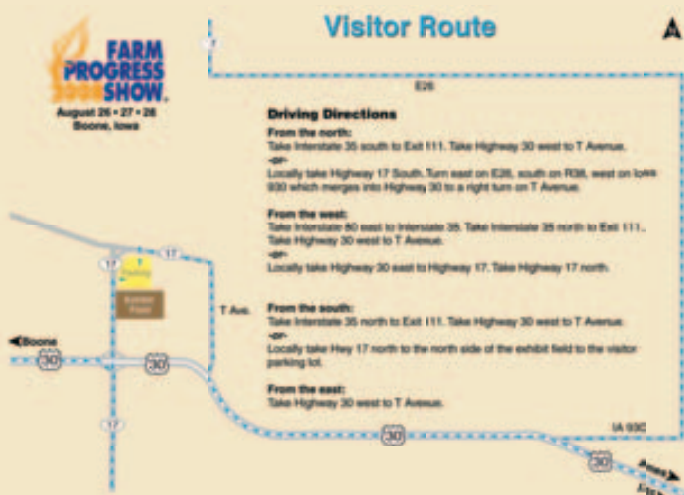 Visitor Route
FARM
PROGRESS
2008 SHOW.
August 26 • 27 • 28
Boone, Iowa
17
E26
Driving Directions
From the north:
Take Interstate 35 south to Exit 111. Take Highway 30 west to T Avenue.
-or-
Locally take Highway 17 South. Turn east on E26, south on R38, west on Iowa
930 which merges into Highway 30 to a right turn on T Avenue.
From the west:
Take Interstate 80 east to Interstate 35. Take Interstate 35 north to Exit 111.
Take Highway 30 west to T Avenue.
-or-
Locally take Highway 30 east to Highway 17. Take Highway 17 north.
From the south:
Take Interstate 35 north to Exit 111. Take Highway 30 west to T Avenue
-or-
Locally take Hwy 17 north to the north side of the exhibit field to the visitor
parking lot.
From the east:
Take Highway 30 west to T Avenue.
17
17
Parking
Exhibit
Field
T Ave.
Boone
30
30
17
30
IA 930
30
Ames